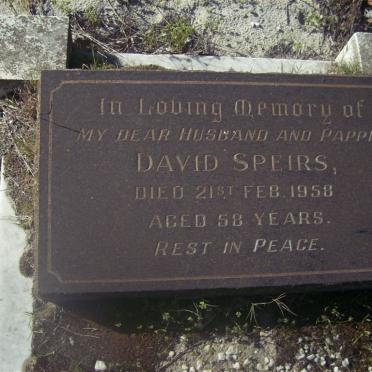 In Loving Memory of
MY DEAR HUSBAND AND PAPP
DAVID SPEIRS,
DIED 21ST FEB. 1958
AGED 58 YEARS.
REST IN PEACE.